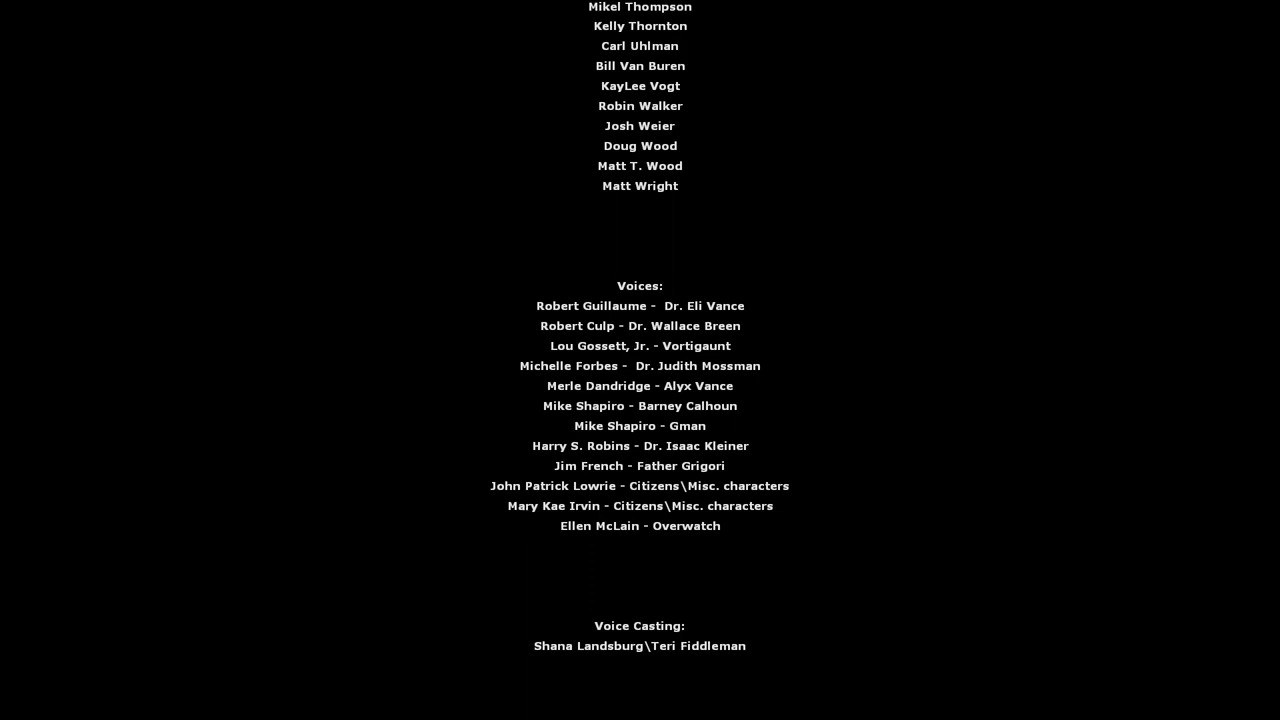 Mikel Thompson
Kelly Thornton
Carl Uhlman
Bill Van Buren
KayLee Vogt
Robin Walker
Josh Weier
Doug Wood
Matt T. Wood
Matt Wright
Voices:
Robert Guillaume -  Dr. Eli Vance
Robert Culp - Dr. Wallace Breen
Lou Gossett, Jr. - Vortigaunt
Michelle Forbes -  Dr. Judith Mossman
Merle Dandridge - Alyx Vance
Mike Shapiro - Barney Calhoun
Mike Shapiro - Gman
Harry S. Robins - Dr. Isaac Kleiner
Jim French - Father Grigori
John Patrick Lowrie - Citizens\Misc. characters
Mary Kae Irvin - Citizens\Misc. characters
Ellen McLain - Overwatch
Voice Casting:
Shana Landsburg\Teri Fiddleman